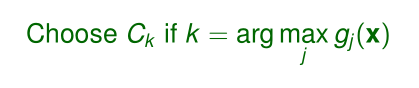 Choose C_k if k = arg max_j g_j(x)